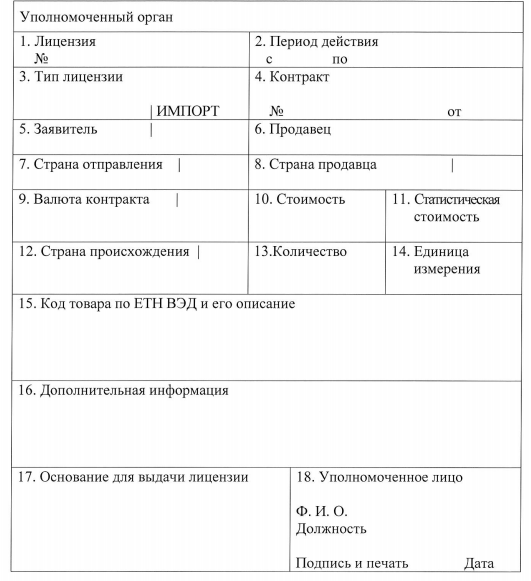 Уполномоченный орган
1. Лицензия
№
2. Период действия
с по
3. Тип лицензии
| ИМПОРТ
4. Контракт
№ от
5. Заявитель |
6. Продавец
7. Страна отправления |
8. Страна продавца |
9. Валюта контракта |
10. Стоимость
11. Статистическая
стоимость
12. Страна происхождения |
13.Количество
14. Единица
измерения
15. Код товара по ЕТН ВЭД и его описание
16. Дополнительная информация
17. Основание для выдачи лицензии
18. Уполномоченное лицо
Ф. И. О.
Должность
Подпись и печать Дата